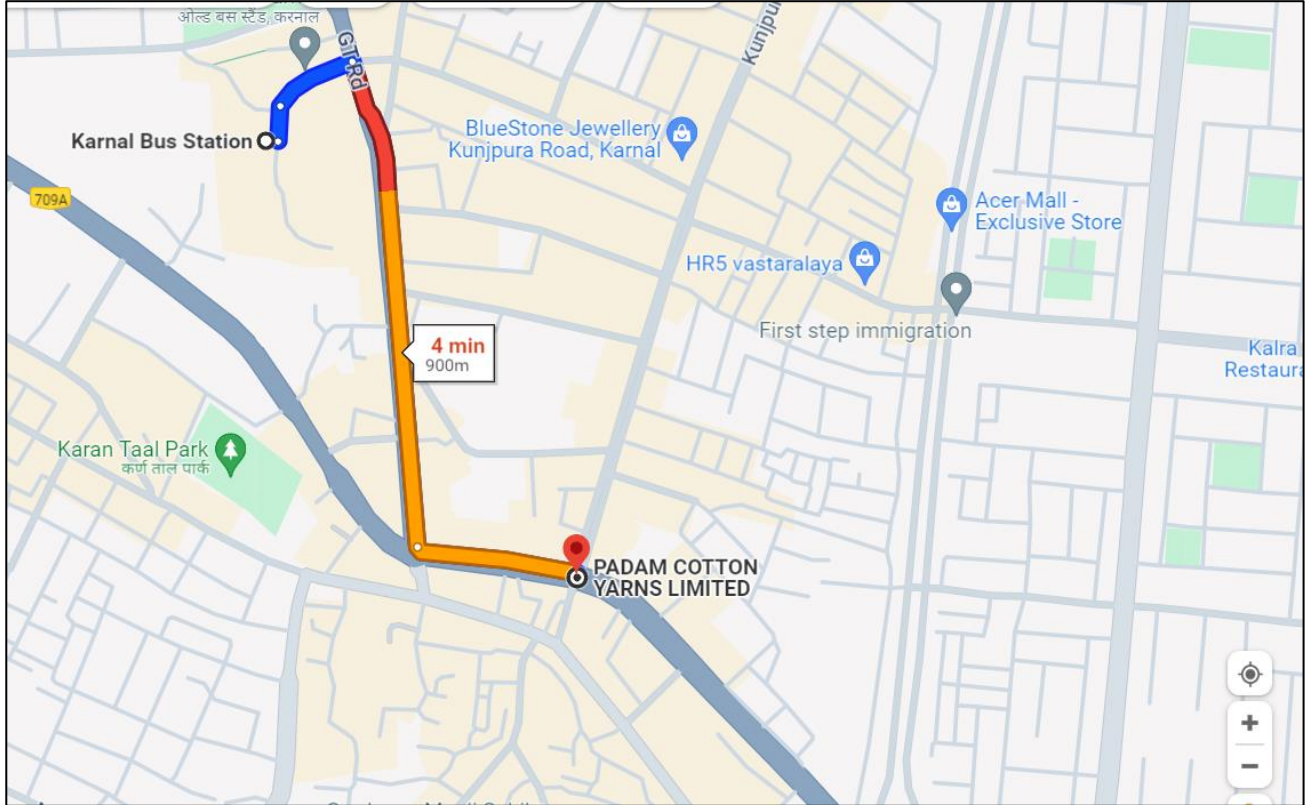 ओल्ड बस स्टैंड, करनाल
GT Rd
Kunjpu
Karnal Bus Station
BlueStone Jewellery
Kunjpura Road, Karnal
709A
Acer Mall -
Exclusive Store
HR5 vastaralaya
First step immigration
4 min
900m
Kalra
Restaura
Karan Taal Park
कर्ण ताल पार्क
PADAM COTTON
YARNS LIMITED